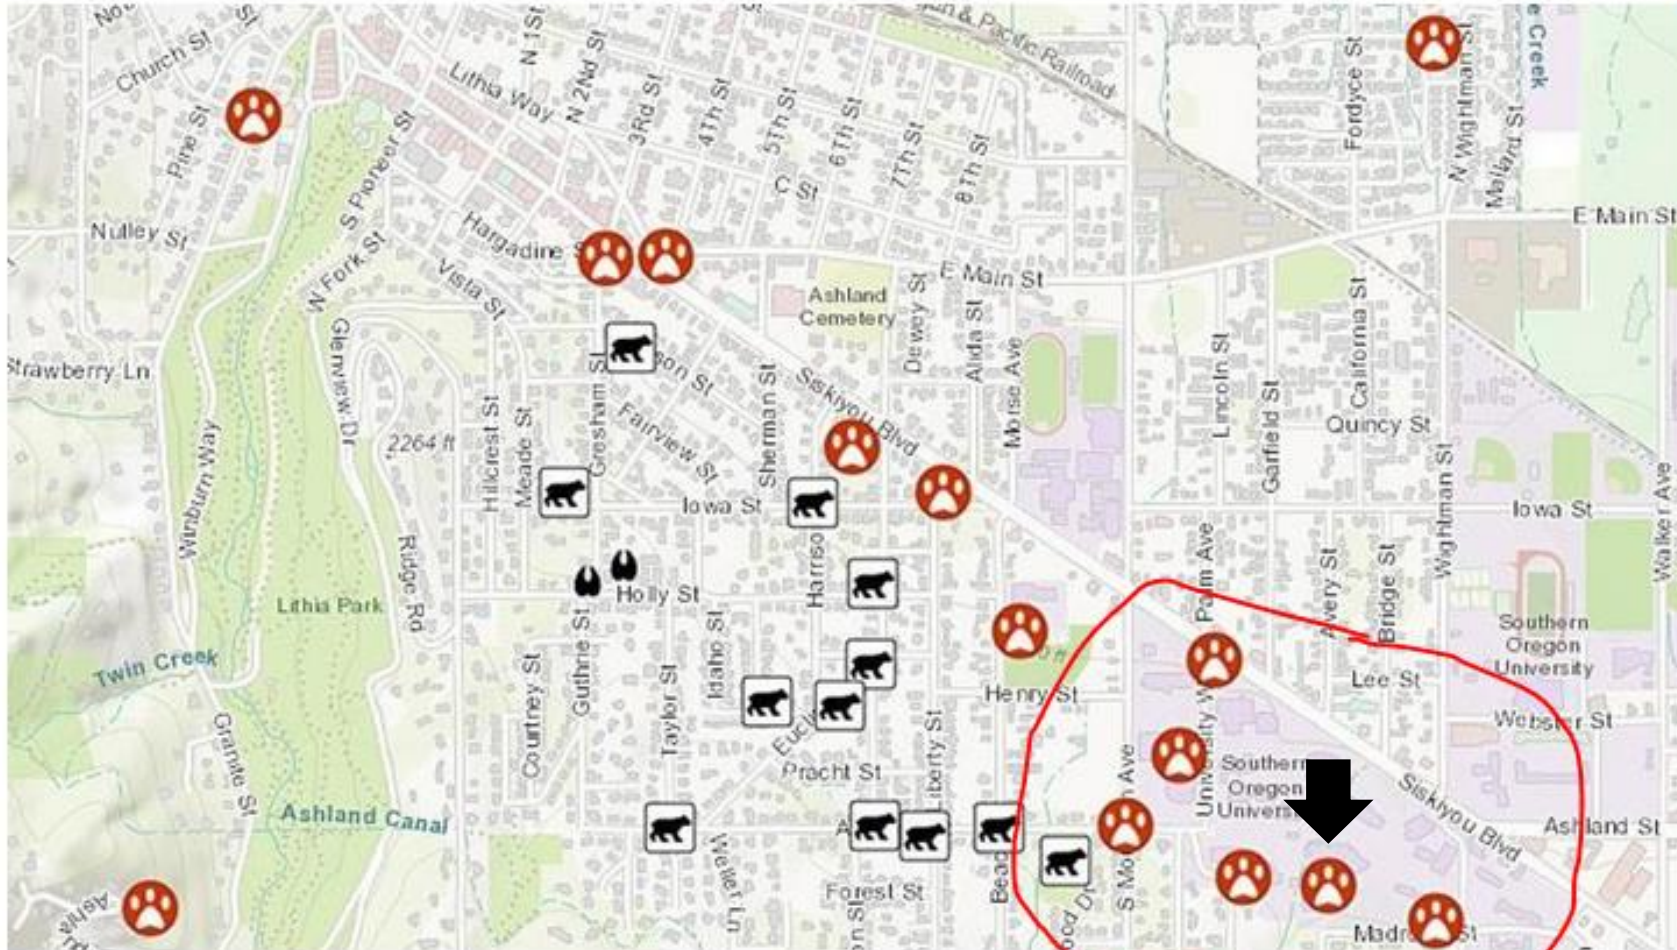 Church St
Pine St
Nulley St
Strawberry Ln
Lithia Way
N 1St
N 2Nd St
3Rd St
4Th St
5Th St
6Th St
7Th St
8Th St
C St
& Pacific Railroad
Fordyce St
N Wightman St
Mallard St
Creek
E Main St
S Pioneer St
N Fork St
Hargadine
Vista St
Glenview Dr
2264 ft
Winburn Way
Ridge Rd
Lithia Park
Twin Creek
Granite St
Ashland Canal
Hillcrest St
Meade St
Gresham St
son St
Fairview St
Sherman St
Iowa St
Holly St
Guthrie St
Courtney St
Taylor St
Idaho St
Harriso
Pracht St
Liberty St
Forest St
Ashland
Cemetery
E Main St
Dewey St
Alida St
Morse Ave
Siskiyou Blvd
Lincoln St
Garfield St
California St
Quincy St
Wightman St
Iowa St
Walker Ave
Palm Ave
Avery St
Bridge St
Lee St
Southern
Oregon
University
Webster St
Henry St
Southern
Oregon
Universi
Siskiyou Blvd
Ashland St